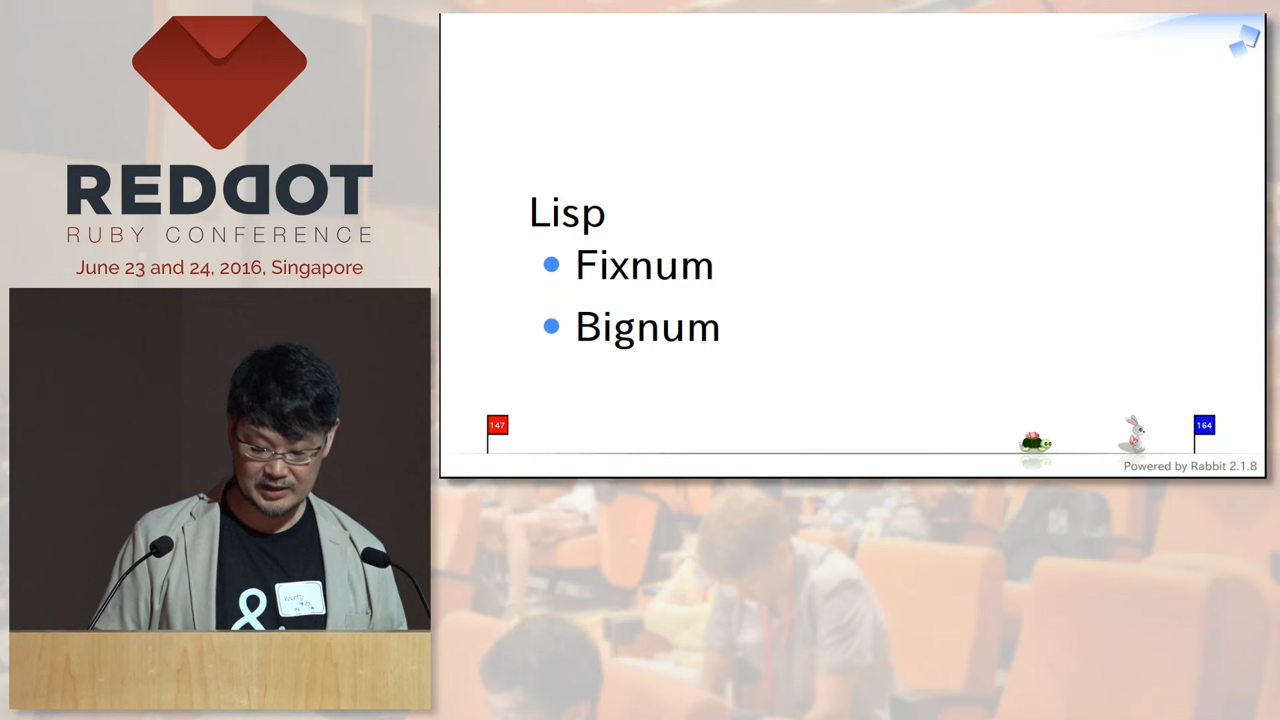 REDDOT
RUBY CONFERENCE
June 23 and 24, 2016, Singapore
Lisp
Fixnum
Bignum
147
164
Powered by Rabbit 2.1.8
&